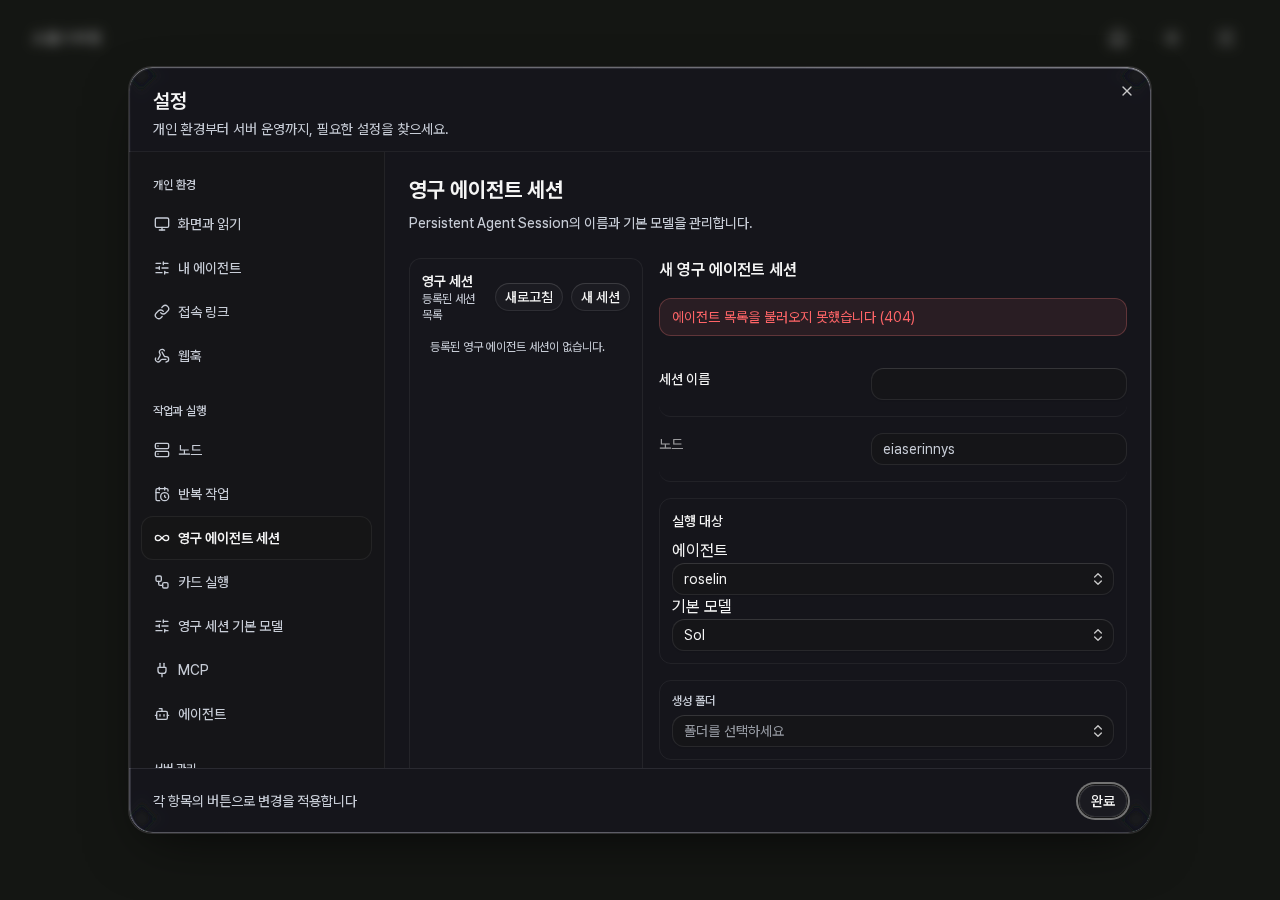 설정
개인 환경부터 서버 운영까지, 필요한 설정을 찾으세요.
개인 환경
화면과 읽기
내 에이전트
접속 링크
웹훅
작업과 실행
노드
반복 작업
영구 에이전트 세션
카드 실행
영구 세션 기본 모델
MCP
에이전트
서버 관리
영구 에이전트 세션
Persistent Agent Session의 이름과 기본 모델을 관리합니다.
영구 세션
등록된 세션
목록
새로고침
새 세션
등록된 영구 에이전트 세션이 없습니다.
새 영구 에이전트 세션
에이전트 목록을 불러오지 못했습니다 (404)
세션 이름
노드
eiaserinnys
실행 대상
에이전트
roselin
기본 모델
Sol
생성 폴더
폴더를 선택하세요
각 항목의 버튼으로 변경을 적용합니다
완료